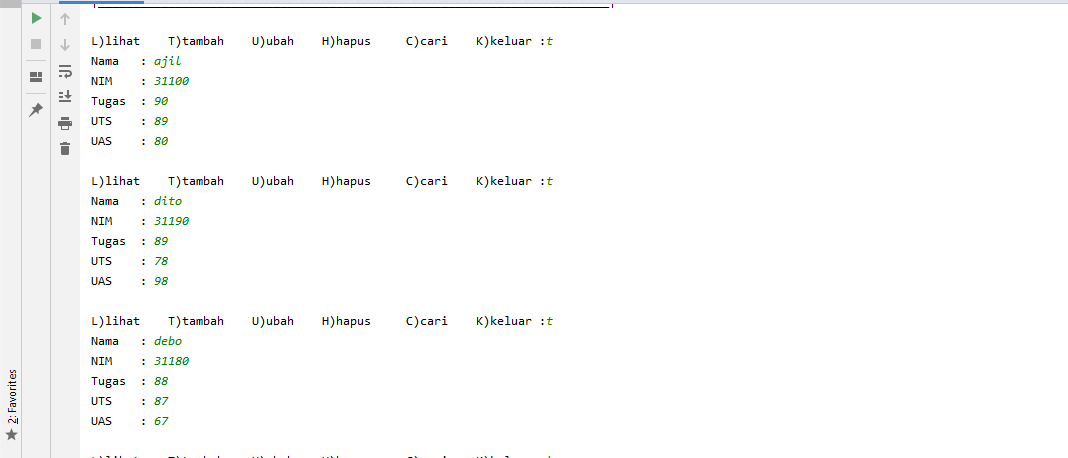 L)lihat    T)tambah    U)ubah    H)hapus     C)cari    K)keluar :t
Nama   : ajil
NIM    : 31100
Tugas  : 90
UTS    : 89
UAS    : 80
L)lihat    T)tambah    U)ubah    H)hapus     C)cari    K)keluar :t
Nama   : dito
NIM    : 31190
Tugas  : 89
UTS    : 78
UAS    : 98
L)lihat    T)tambah    U)ubah    H)hapus     C)cari    K)keluar :t
Nama   : debo
NIM    : 31180
Tugas  : 88
UTS    : 87
UAS    : 67
2: Favorites